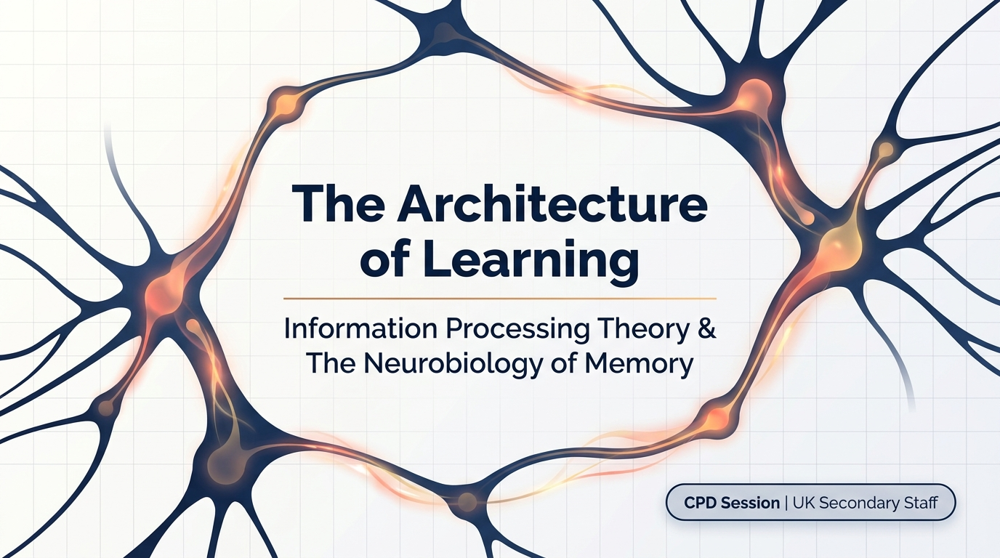 The Architecture
of Learning
Information Processing Theory &
The Neurobiology of Memory
CPD Session | UK Secondary Staff